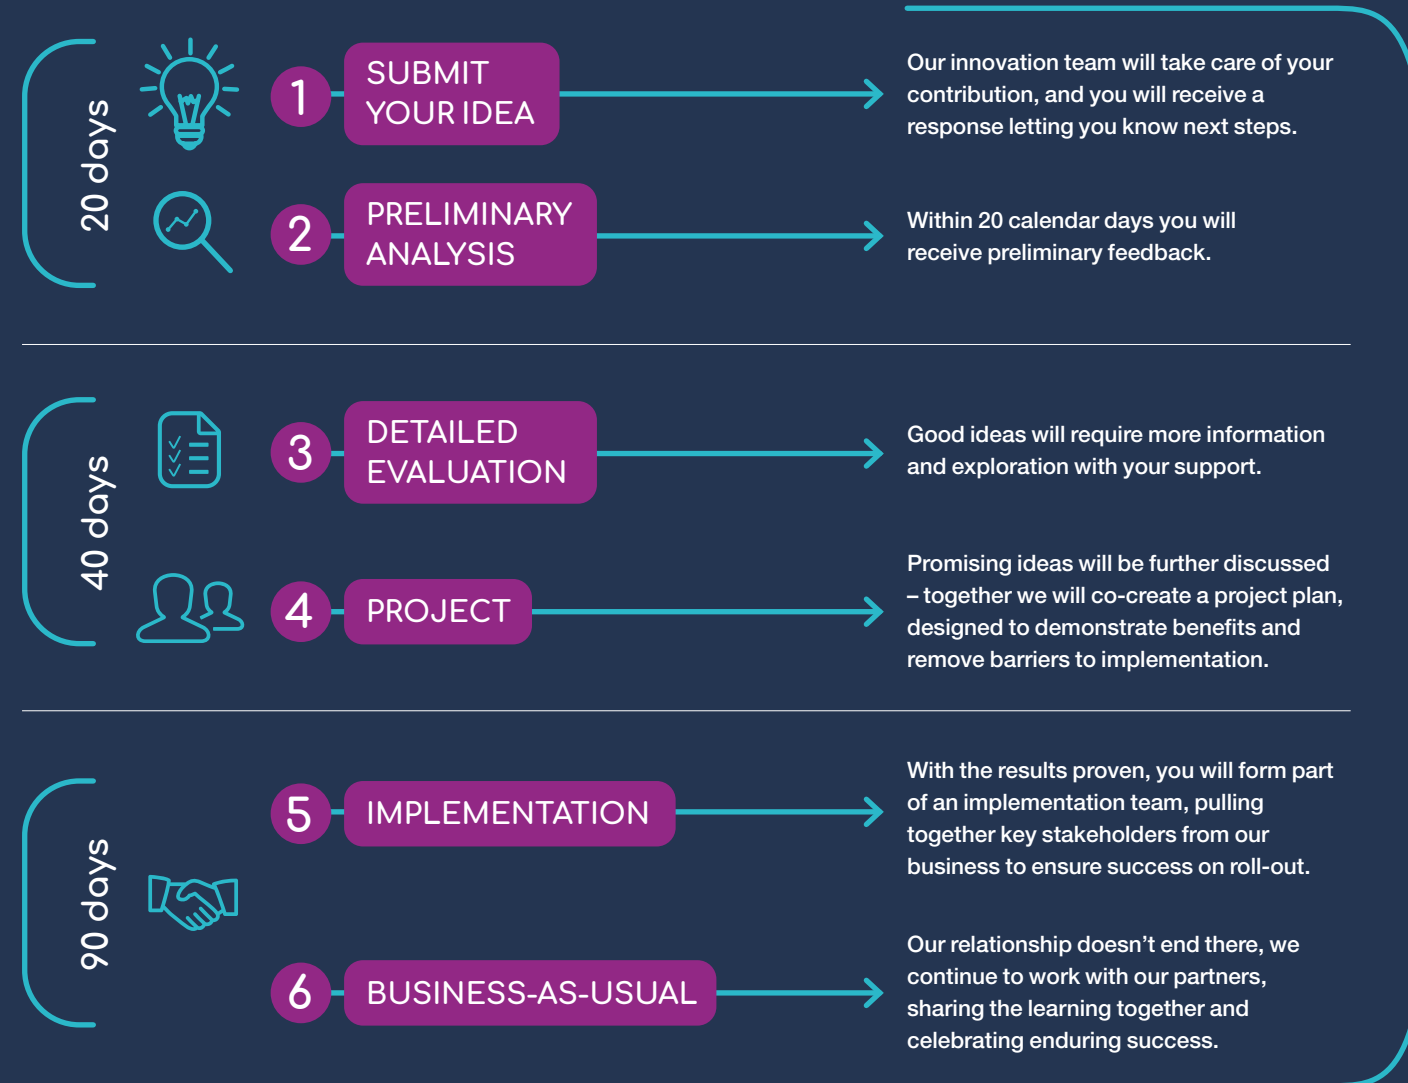 20 days
1
SUBMIT
YOUR IDEA
Our innovation team will take care of your
contribution, and you will receive a
response letting you know next steps.
2
PRELIMINARY
ANALYSIS
Within 20 calendar days you will
receive preliminary feedback.
40 days
3
DETAILED
EVALUATION
Good ideas will require more information
and exploration with your support.
4
PROJECT
Promising ideas will be further discussed
– together we will co-create a project plan,
designed to demonstrate benefits and
remove barriers to implementation.
90 days
5
IMPLEMENTATION
With the results proven, you will form part
of an implementation team, pulling
together key stakeholders from our
business to ensure success on roll-out.
6
BUSINESS-AS-USUAL
Our relationship doesn’t end there, we
continue to work with our partners,
sharing the learning together and
celebrating enduring success.